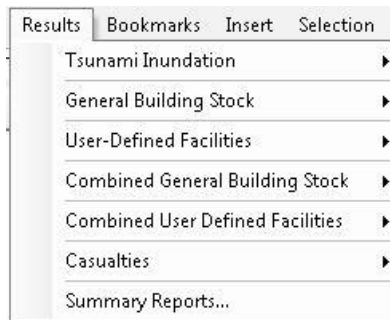 Results Bookmarks Insert Selection
Tsunami Inundation
General Building Stock
User-Defined Facilities
Combined General Building Stock
Combined User Defined Facilities
Casualties
Summary Reports...